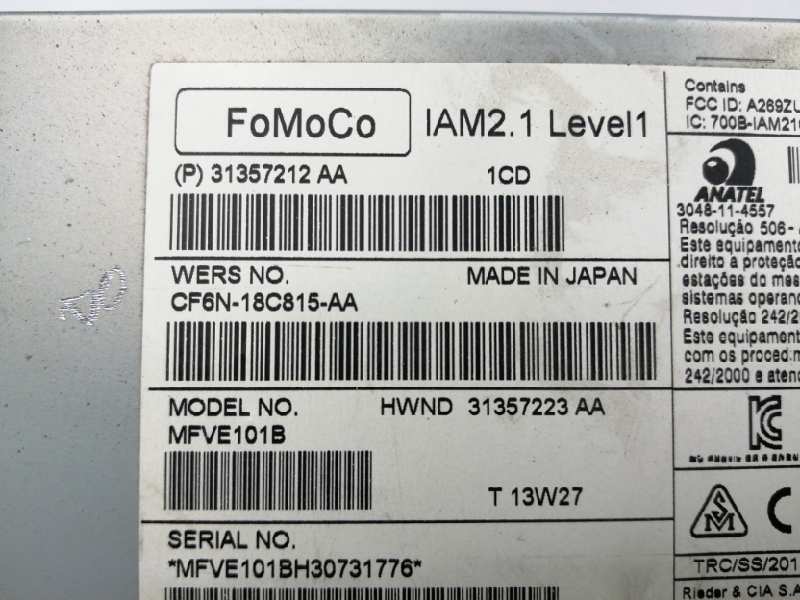 FoMoCo
IAM2.1 Level1
(P) 31357212 AA
1CD
WERS NO.
MADE IN JAPAN
CF6N-18C815-AA
MODEL NO.
HWND 31357223 AA
MFVE101B
T 13W27
SERIAL NO.
*MFVE101BH30731776*
Contains
FCC ID: A269ZU
IC: 700B-IAM21
ANATEL
3048-11-4557
Resolução 506-
Este equipamento
direito a proteção
estações do mes
sistemas operand
Resolução 242/2
Este equipament
com os proced
242/2000 e atend
TRC/SS/201
Rieder & CIA S.A